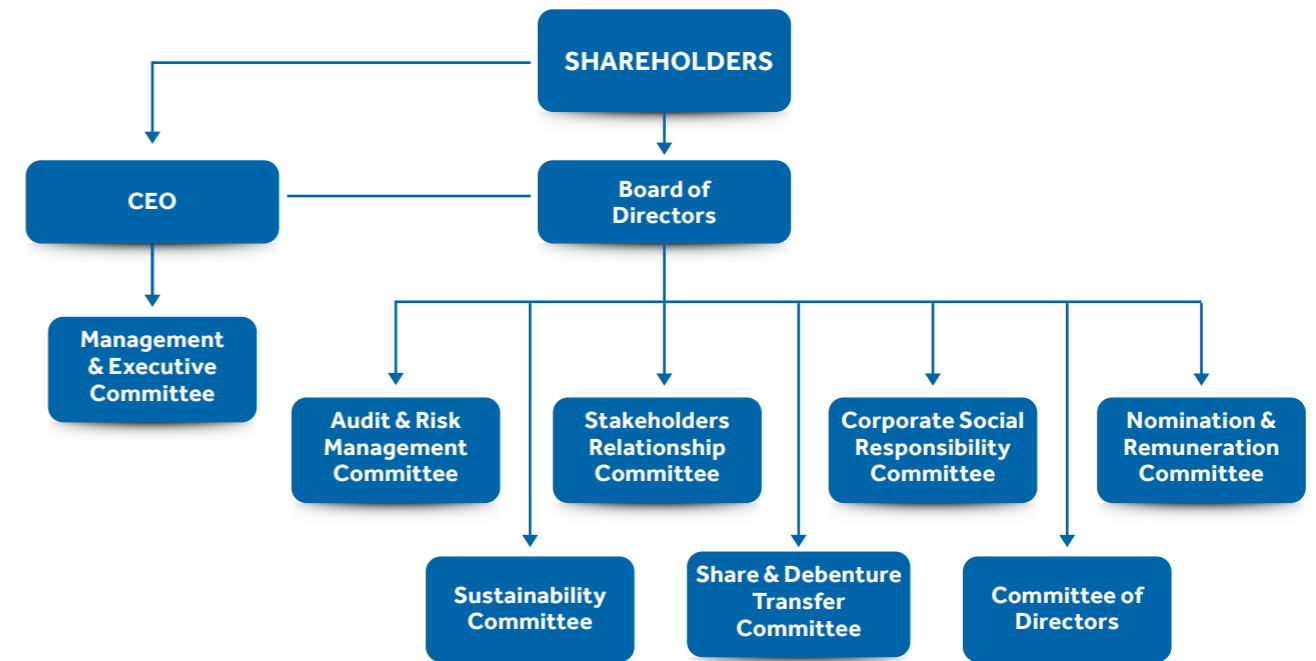 SHAREHOLDERS
CEO
Board of
Directors
Management
& Executive
Committee
Audit & Risk
Management
Committee
Stakeholders
Relationship
Committee
Corporate Social
Responsibility
Committee
Nomination &
Remuneration
Committee
Sustainability
Committee
Share & Debenture
Transfer
Committee
Committee of
Directors